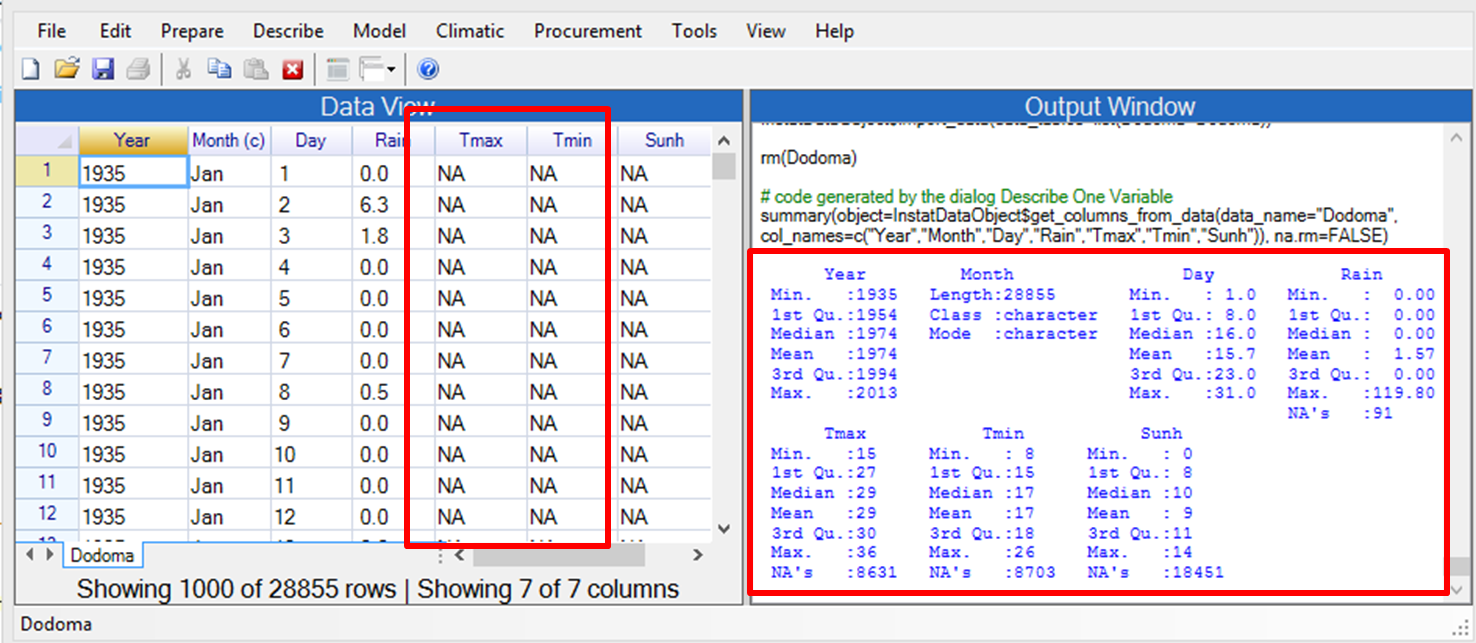 File Edit Prepare Describe Model Climatic Procurement Tools View Help
Data View
Year Month (c) Day Rain Tmax Tmin Sunh
1 1935 Jan 1 0.0 NA NA NA
2 1935 Jan 2 6.3 NA NA NA
3 1935 Jan 3 1.8 NA NA NA
4 1935 Jan 4 0.0 NA NA NA
5 1935 Jan 5 0.0 NA NA NA
6 1935 Jan 6 0.0 NA NA NA
7 1935 Jan 7 0.0 NA NA NA
8 1935 Jan 8 0.5 NA NA NA
9 1935 Jan 9 0.0 NA NA NA
10 1935 Jan 10 0.0 NA NA NA
11 1935 Jan 11 0.0 NA NA NA
12 1935 Jan 12 0.0 NA NA NA
Dodoma
Showing 1000 of 28855 rows | Showing 7 of 7 columns
Output Window
rm(Dodoma)
# code generated by the dialog Describe One Variable
summary(object=InstatDataObject$get_columns_from_data(data_name="Dodoma",
col_names=c("Year","Month","Day","Rain","Tmax","Tmin","Sunh")), na.rm=FALSE)
Year Month Day Rain
Min. :1935 Length:28855 Min. : 1.0 Min. : 0.00
1st Qu.:1954 Class :character 1st Qu.: 8.0 1st Qu.: 0.00
Median :1974 Mode :character Median :16.0 Median : 0.00
Mean :1974 Mean :15.7 Mean : 1.57
3rd Qu.:1994 3rd Qu.:23.0 3rd Qu.: 0.00
Max. :2013 Max. :31.0 Max. :119.80
NA's :91
Tmax Tmin Sunh
Min. :15 Min. : 8 Min. : 0
1st Qu.:27 1st Qu.:15 1st Qu.: 8
Median :29 Median :17 Median :10
Mean :29 Mean :17 Mean : 9
3rd Qu.:30 3rd Qu.:18 3rd Qu.:11
Max. :36 Max. :26 Max. :14
NA's :8631 NA's :8703 NA's :18451
Dodoma